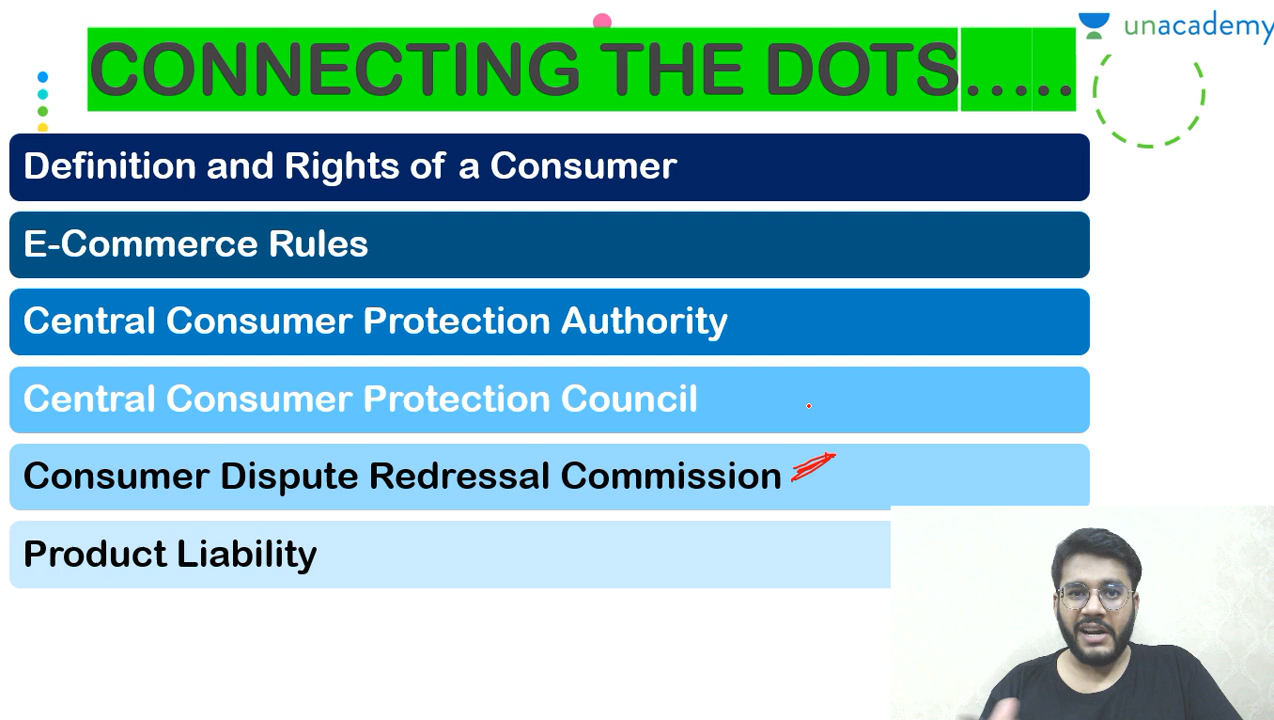 unacademy
CONNECTING THE DOTS.....
Definition and Rights of a Consumer
E-Commerce Rules
Central Consumer Protection Authority
Central Consumer Protection Council
Consumer Dispute Redressal Commission
Product Liability